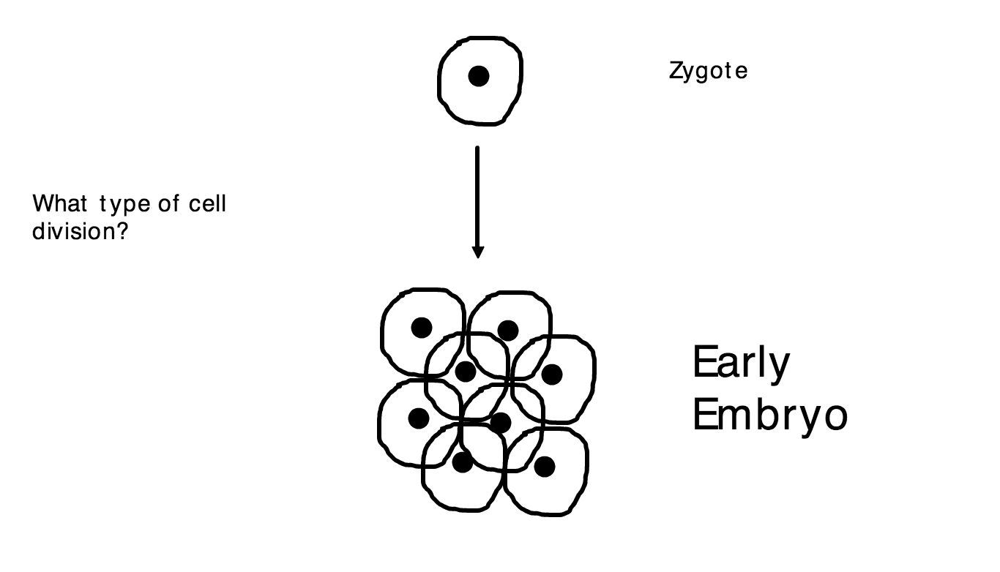 Zygote
What type of cell
division?
Early
Embryo